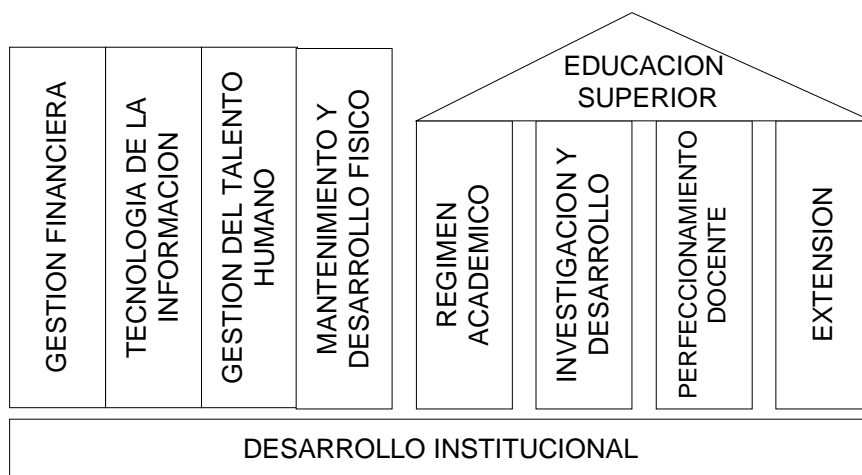 EDUCACION
SUPERIOR
GESTION FINANCIERA
TECNOLOGIA DE LA
INFORMACION
GESTION DEL TALENTO
HUMANO
MANTENIMIENTO Y
DESARROLLO FISICO
REGIMEN
ACADEMICO
INVESTIGACION Y
DESARROLLO
PERFECCIONAMIENTO
DOCENTE
EXTENSION
DESARROLLO INSTITUCIONAL